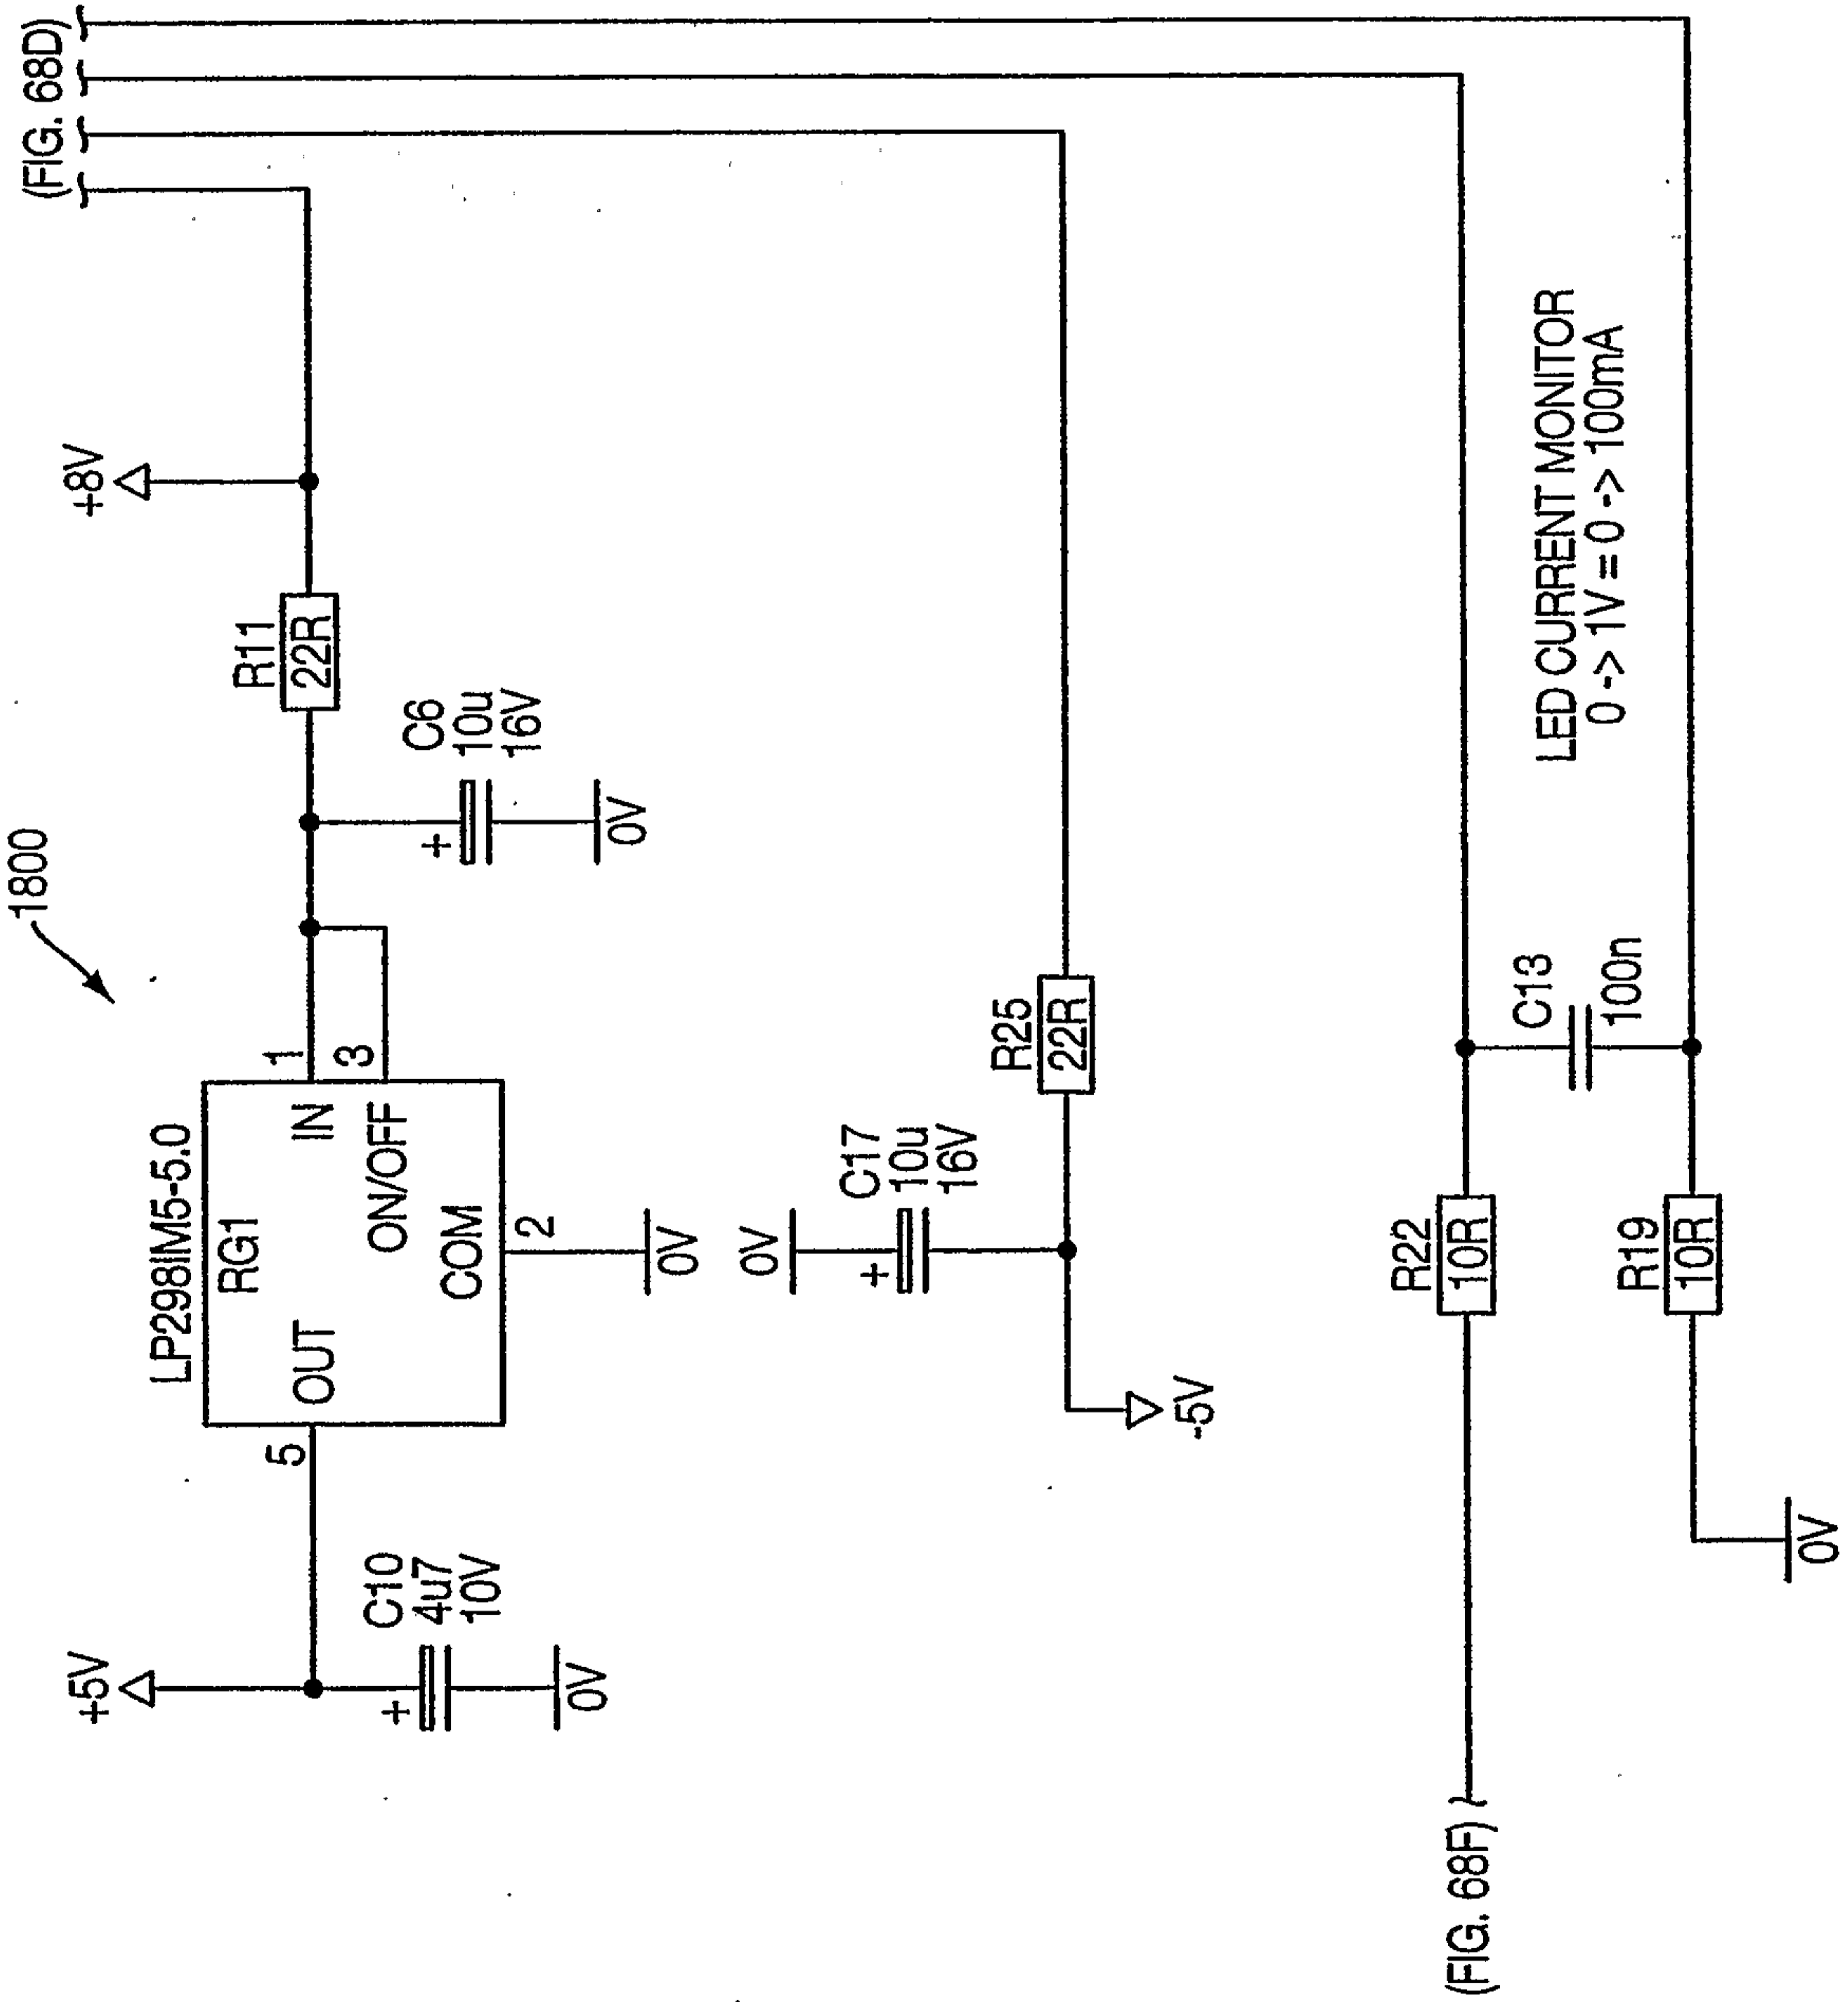 1800
+5V
C10
4u7
10V
0V
5
LP298IM5-5.0
RG1
OUT
IN
ON/OFF
COM
1
3
2
0V
C6
10u
16V
0V
R11
22R
+8V
(FIG. 68D)
0V
C17
10u
16V
-5V
R25
22R
(FIG. 68F)
R22
10R
C13
100n
R19
10R
0V
LED CURRENT MONITOR
0 -> 1V = 0 -> 100mA